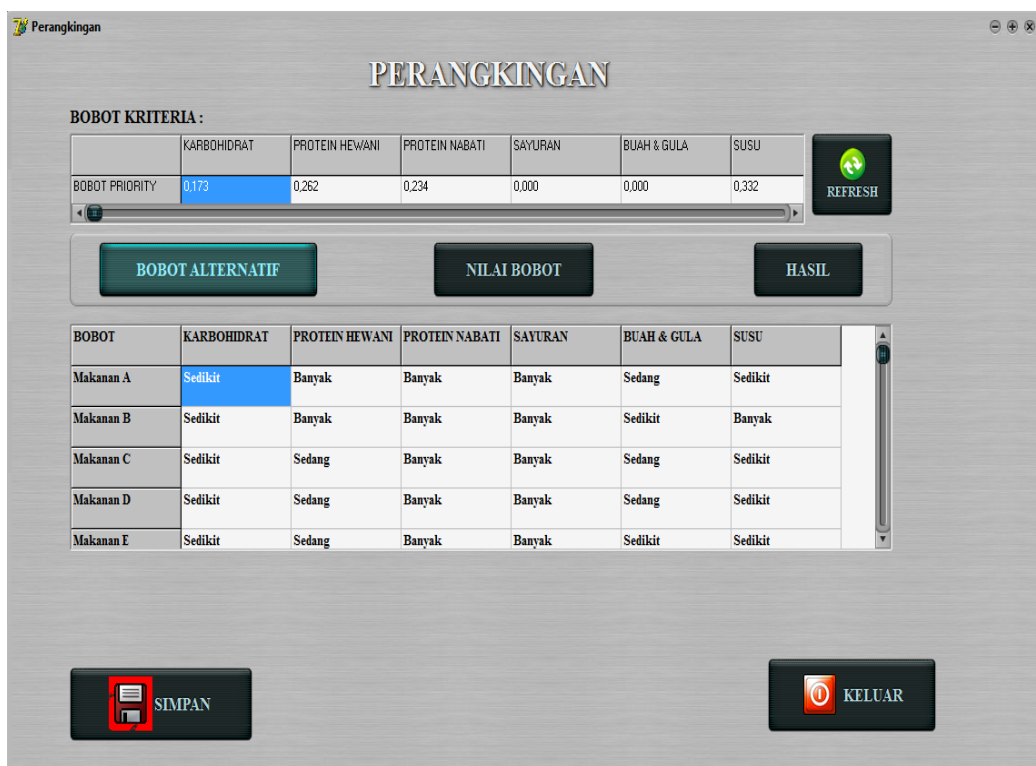 Perangkingan
PERANGKINGAN
BOBOT KRITERIA :
KARBOHIDRAT PROTEIN HEWANI PROTEIN NABATI SAYURAN BUAH & GULA SUSU
BOBOT PRIORITY 0,173 0,262 0,234 0,000 0,000 0,332
REFRESH
BOBOT ALTERNATIF NILAI BOBOT HASIL
BOBOT KARBOHIDRAT PROTEIN HEWANI PROTEIN NABATI SAYURAN BUAH & GULA SUSU
Makanan A Sedikit Banyak Banyak Banyak Sedang Sedikit
Makanan B Sedikit Banyak Banyak Banyak Sedikit Banyak
Makanan C Sedikit Sedang Banyak Banyak Sedang Sedikit
Makanan D Sedikit Sedang Banyak Banyak Sedang Sedikit
Makanan E Sedikit Sedang Banyak Banyak Sedikit Sedikit
SIMPAN KELUAR